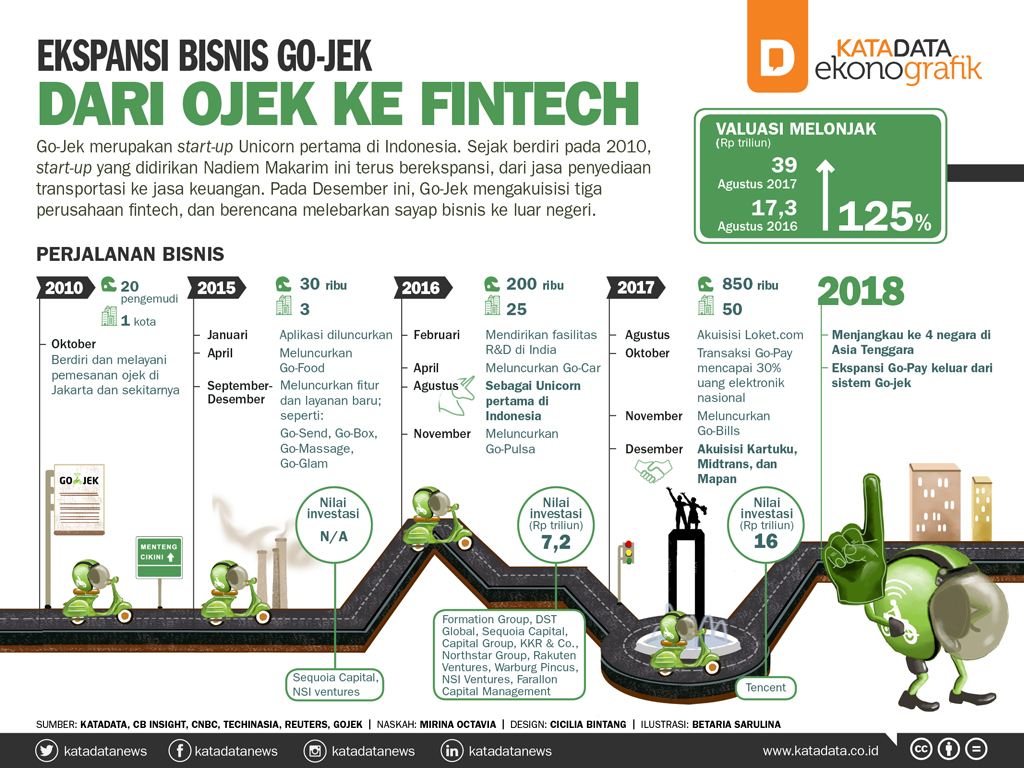 EKSPANSI BISNIS GO-JEK
DARI OJEK KE FINTECH
Go-Jek merupakan start-up Unicorn pertama di Indonesia. Sejak berdiri pada 2010,
start-up yang didirikan Nadiem Makarim ini terus berekspansi, dari jasa penyediaan
transportasi ke jasa keuangan. Pada Desember ini, Go-Jek mengakuisisi tiga
perusahaan fintech, dan berencana melebarkan sayap bisnis ke luar negeri.
D
KATADATA
ekonografik
VALUASI MELONJAK
(Rp triliun)
39
Agustus 2017
17,3
Agustus 2016
125%
PERJALANAN BISNIS
2010
20
pengemudi
1 kota
Oktober
Berdiri dan melayani
pemesanan ojek di
Jakarta dan sekitarnya
2015
30 ribu
3
Januari
Aplikasi diluncurkan
April
Meluncurkan
Go-Food
September-
Desember
Meluncurkan fitur
dan layanan baru;
seperti:
Go-Send, Go-Box,
Go-Massage,
Go-Glam
2016
200 ribu
25
Februari
Mendirikan fasilitas
R&D di India
April
Meluncurkan Go-Car
Agustus
Sebagai Unicorn
pertama di
Indonesia
November
Meluncurkan
Go-Pulsa
2017
850 ribu
50
Agustus
Akuisisi Loket.com
Oktober
Transaksi Go-Pay
mencapai 30%
uang elektronik
nasional
November
Meluncurkan
Go-Bills
Desember
Akuisisi Kartuku,
Midtrans, dan
Mapan
2018
Menjangkau ke 4 negara di
Asia Tenggara
Ekspansi Go-Pay keluar dari
sistem Go-jek
GO JEK
MENTENG
CIKINI
Nilai
investasi
N/A
Sequoia Capital,
NSI ventures
Nilai
investasi
(Rp triliun)
7,2
Formation Group, DST
Global, Sequoia Capital,
Capital Group, KKR & Co.,
Northstar Group, Rakuten
Ventures, Warburg Pincus,
NSI Ventures, Farallon
Capital Management
Nilai
investasi
(Rp triliun)
16
Tencent
SUMBER: KATADATA, CB INSIGHT, CNBC, TECHINASIA, REUTERS, GOJEK | NASKAH: MIRINA OCTAVIA | DESIGN: CICILIA BINTANG | ILUSTRASI: BETARIA SARULINA
katadatanews
katadatanews
katadatanews
katadatanews
www.katadata.co.id